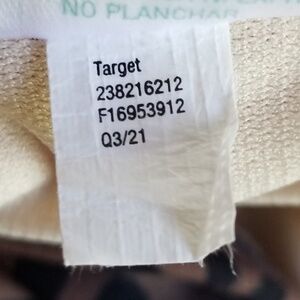 NO PLANCHAR
Target
238216212
F16953912
Q3/21